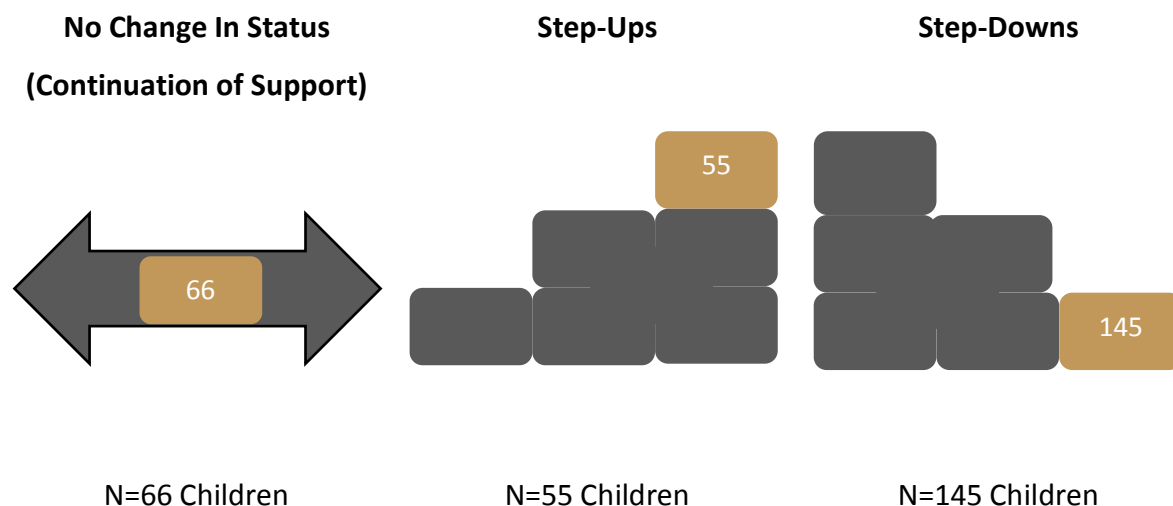 No Change In Status
(Continuation of Support)
Step-Ups
Step-Downs
66
55
145
N=66 Children
N=55 Children
N=145 Children